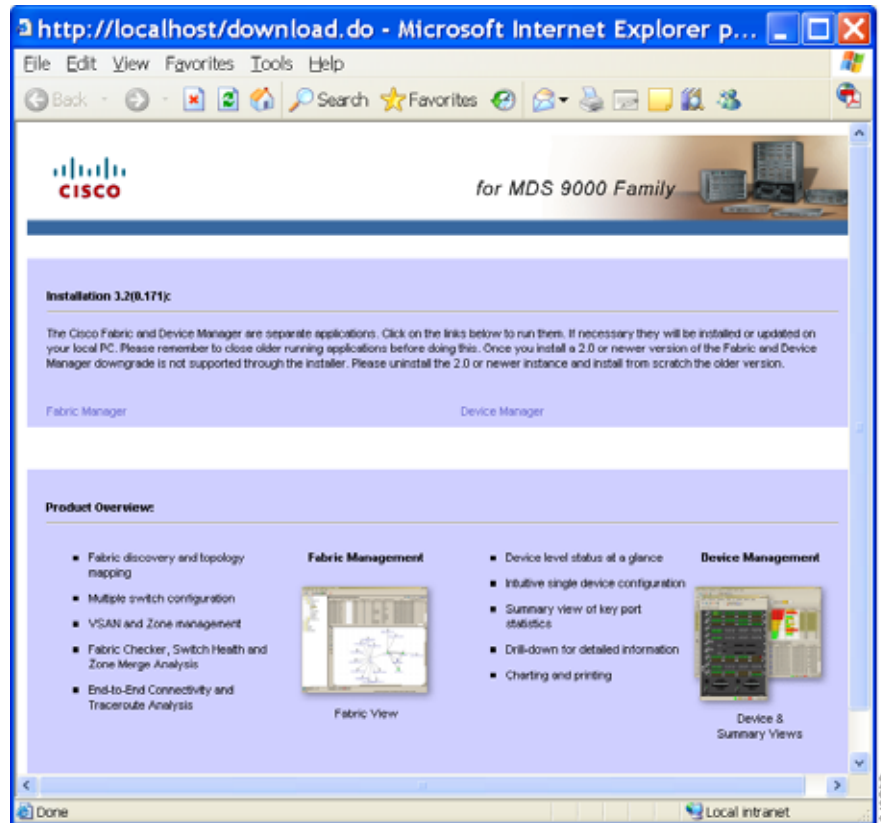 http://localhost/download.do - Microsoft Internet Explorer p...
File Edit View Favorites Tools Help
Back Search Favorites
CISCO
for MDS 9000 Family
Installation 3.2(0.171):
The Cisco Fabric and Device Manager are separate applications. Click on the links below to run them. If necessary they will be installed or updated on
your local PC. Please remember to close older running applications before doing this. Once you install a 2.0 or newer version of the Fabric and Device
Manager downgrade is not supported through the installer. Please uninstall the 2.0 or newer instance and install from scratch the older version.
Fabric Manager
Device Manager
Product Overview:
Fabric discovery and topology
mapping
Multiple switch configuration
VSAN and Zone management
Fabric Checker, Switch Health and
Zone Merge Analysis
End-to-End Connectivity and
Traceroute Analysis
Fabric Management
Fabric View
Device level status at a glance
Intuitive single device configuration
Summary view of key port
statistics
Drill-down for detailed information
Charting and printing
Device Management
Device &
Summary Views
Done
Local intranet